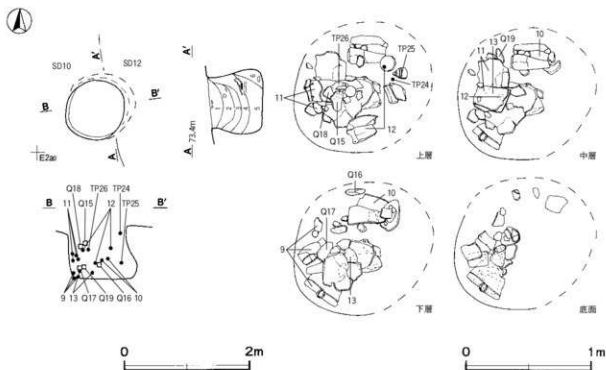 A'
SD10
SD12
B
B'
E2a8
A
A'
A 73.4m
TP26
TP25
TP24
11
Q18
Q15
12
上層
Q19
13
11
10
12
中層
Q18
TP26
TP24
Q15
11
12
TP25
B
B'
9
13
Q19
Q16
10
Q17
Q16
10
Q17
9
13
下層
底面
0
2m
0
1m